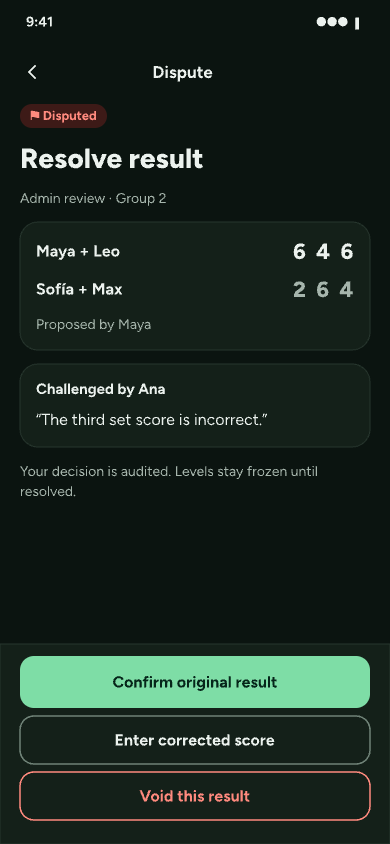 9:41
Dispute
Disputed
Resolve result
Admin review · Group 2
Maya + Leo 6 4 6
Sofía + Max 2 6 4
Proposed by Maya
Challenged by Ana
“The third set score is incorrect.”
Your decision is audited. Levels stay frozen until
resolved.
Confirm original result
Enter corrected score
Void this result